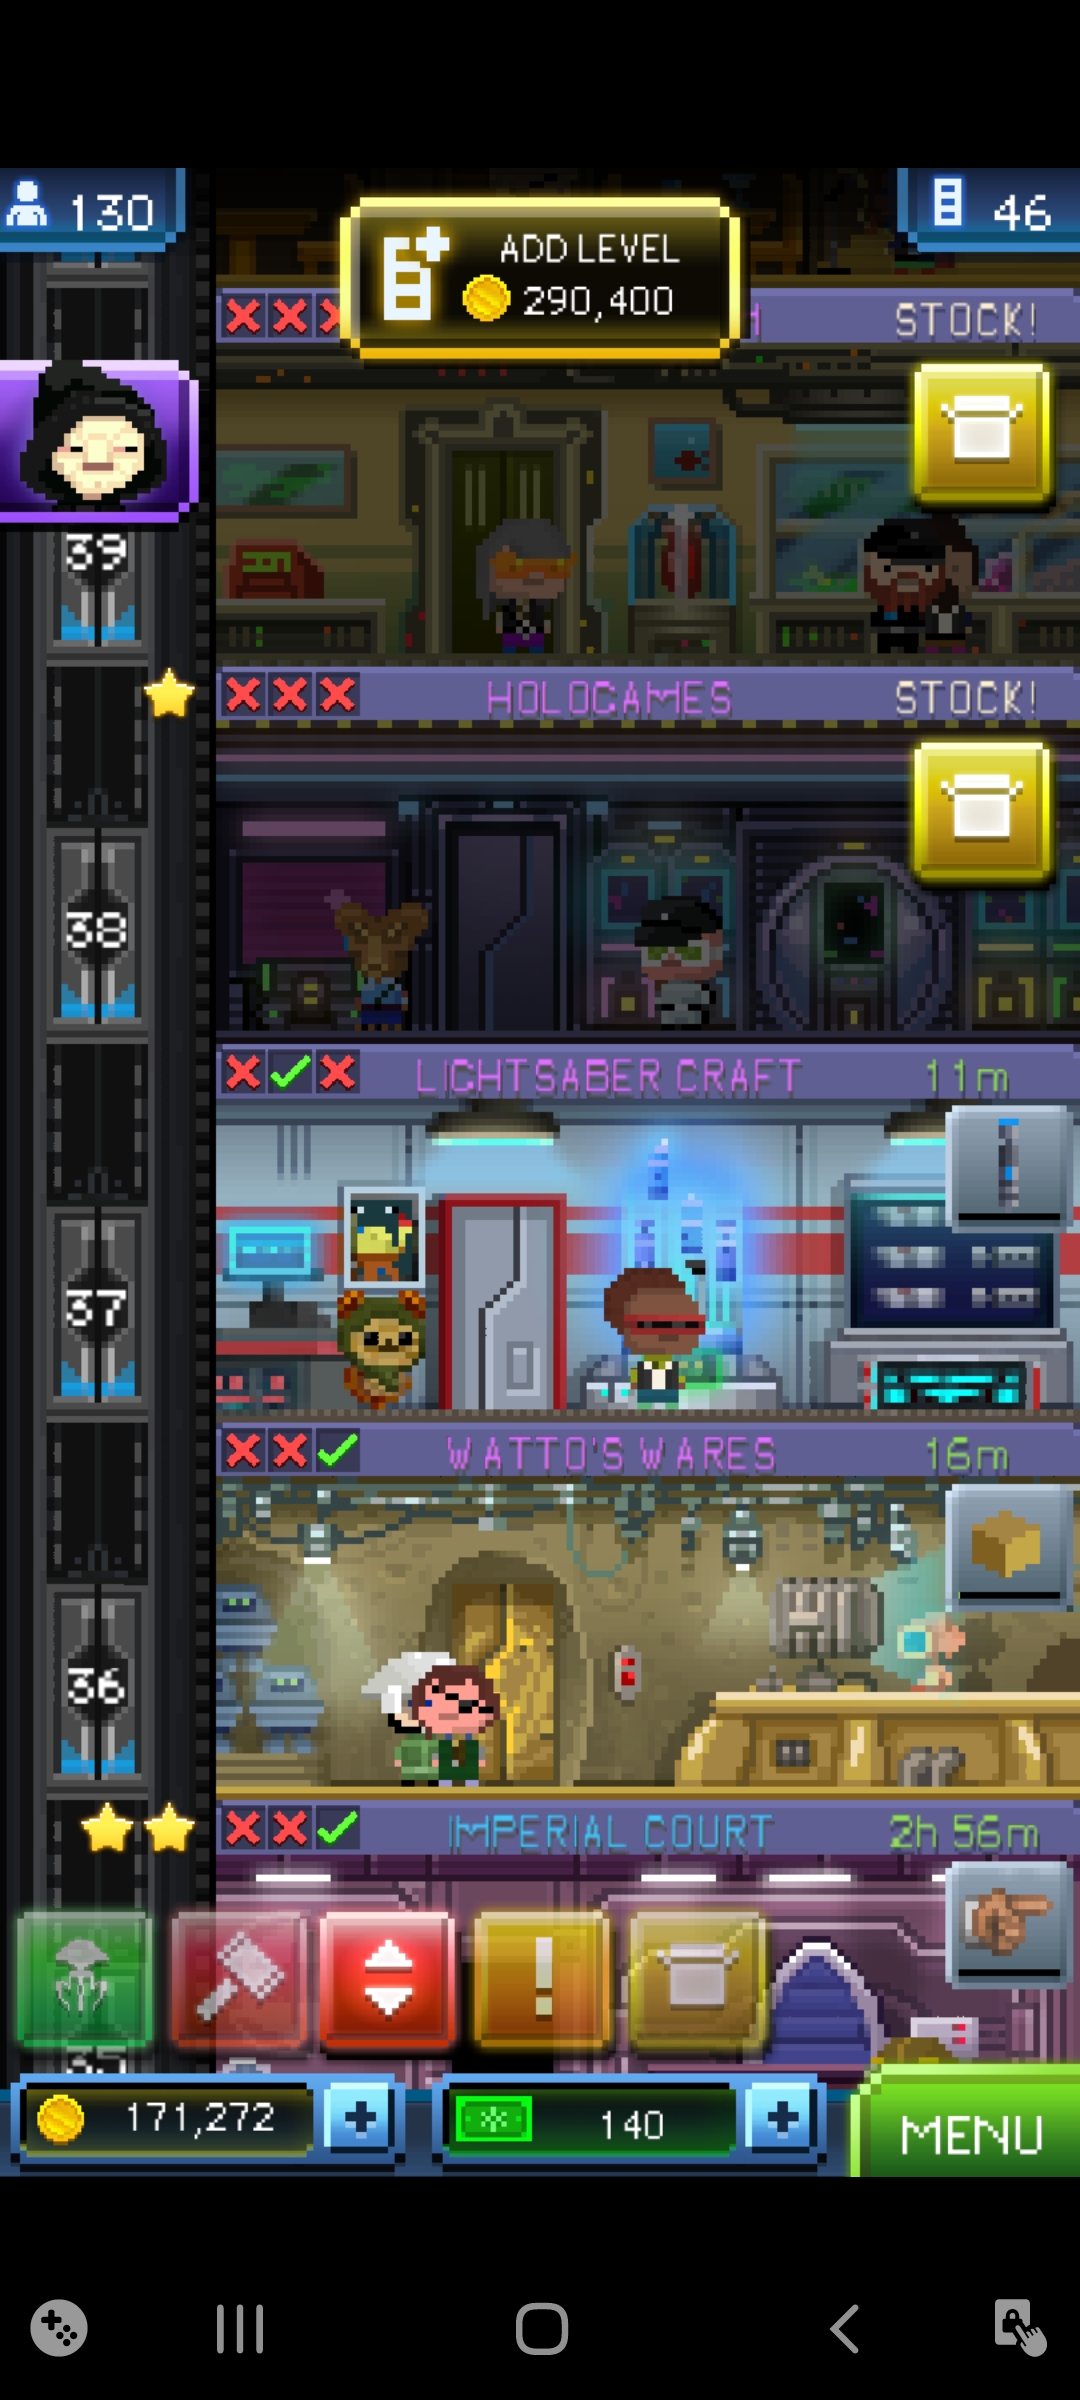 130
ADD LEVEL
290,400
46
STOCK!
39
HOLOGAMES
STOCK!
38
LIGHTSABER CRAFT
11m
37
WATTO'S WARES
16m
36
IMPERIAL COURT
2h 56m
35
171,272
140
MENU